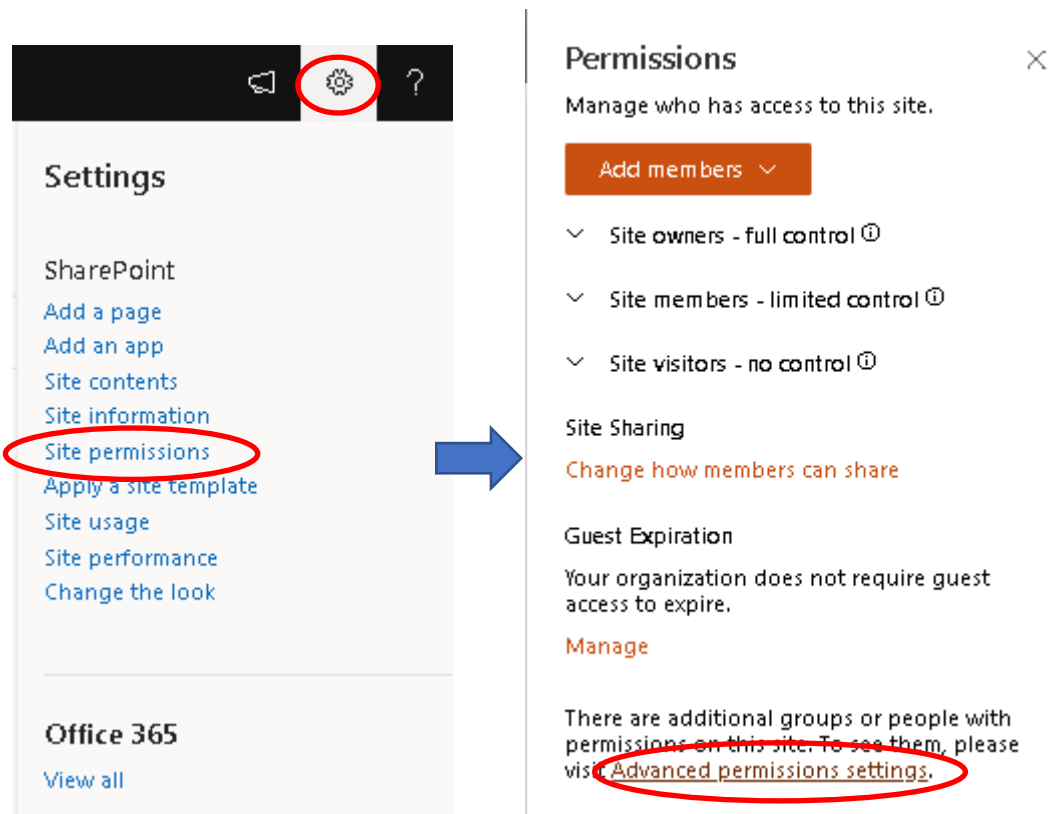 ?
Settings
SharePoint
Add a page
Add an app
Site contents
Site information
Site permissions
Apply a site template
Site usage
Site performance
Change the look
Office 365
View all
Permissions
Manage who has access to this site.
Add members
Site owners - full control
Site members - limited control
Site visitors - no control
Site Sharing
Change how members can share
Guest Expiration
Your organization does not require guest
access to expire.
Manage
There are additional groups or people with
permissions on this site. To see them, please
visit Advanced permissions settings.